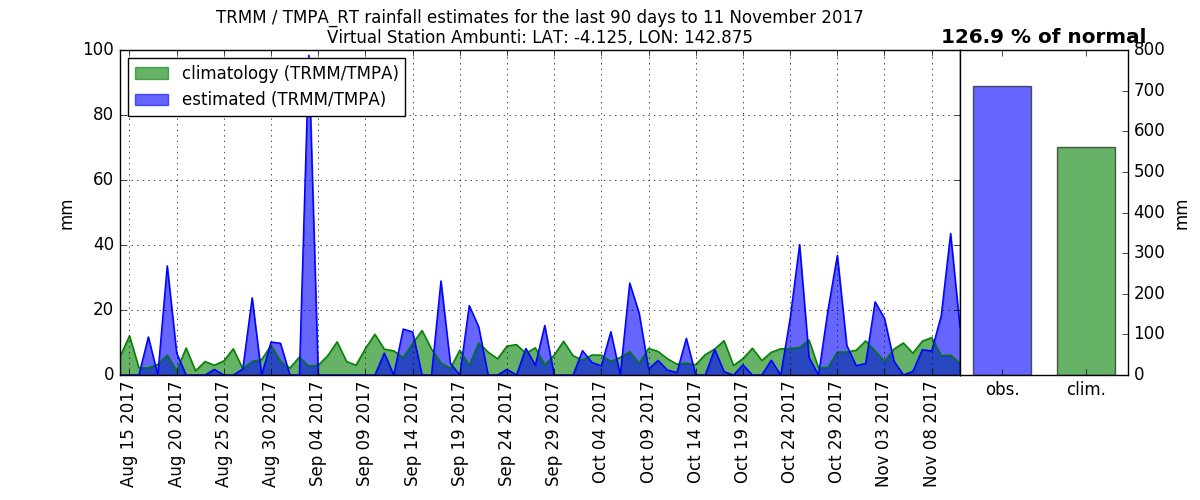 TRMM / TMPA_RT rainfall estimates for the last 90 days to 11 November 2017
Virtual Station Ambunti: LAT: -4.125, LON: 142.875
126.9 % of normal
climatology (TRMM/TMPA)
estimated (TRMM/TMPA)
100
80
60
40
20
0
mm
Aug 15 2017
Aug 20 2017
Aug 25 2017
Aug 30 2017
Sep 04 2017
Sep 09 2017
Sep 14 2017
Sep 19 2017
Sep 24 2017
Sep 29 2017
Oct 04 2017
Oct 09 2017
Oct 14 2017
Oct 19 2017
Oct 24 2017
Oct 29 2017
Nov 03 2017
Nov 08 2017
obs.
clim.
800
700
600
500
400
300
200
100
0
mm